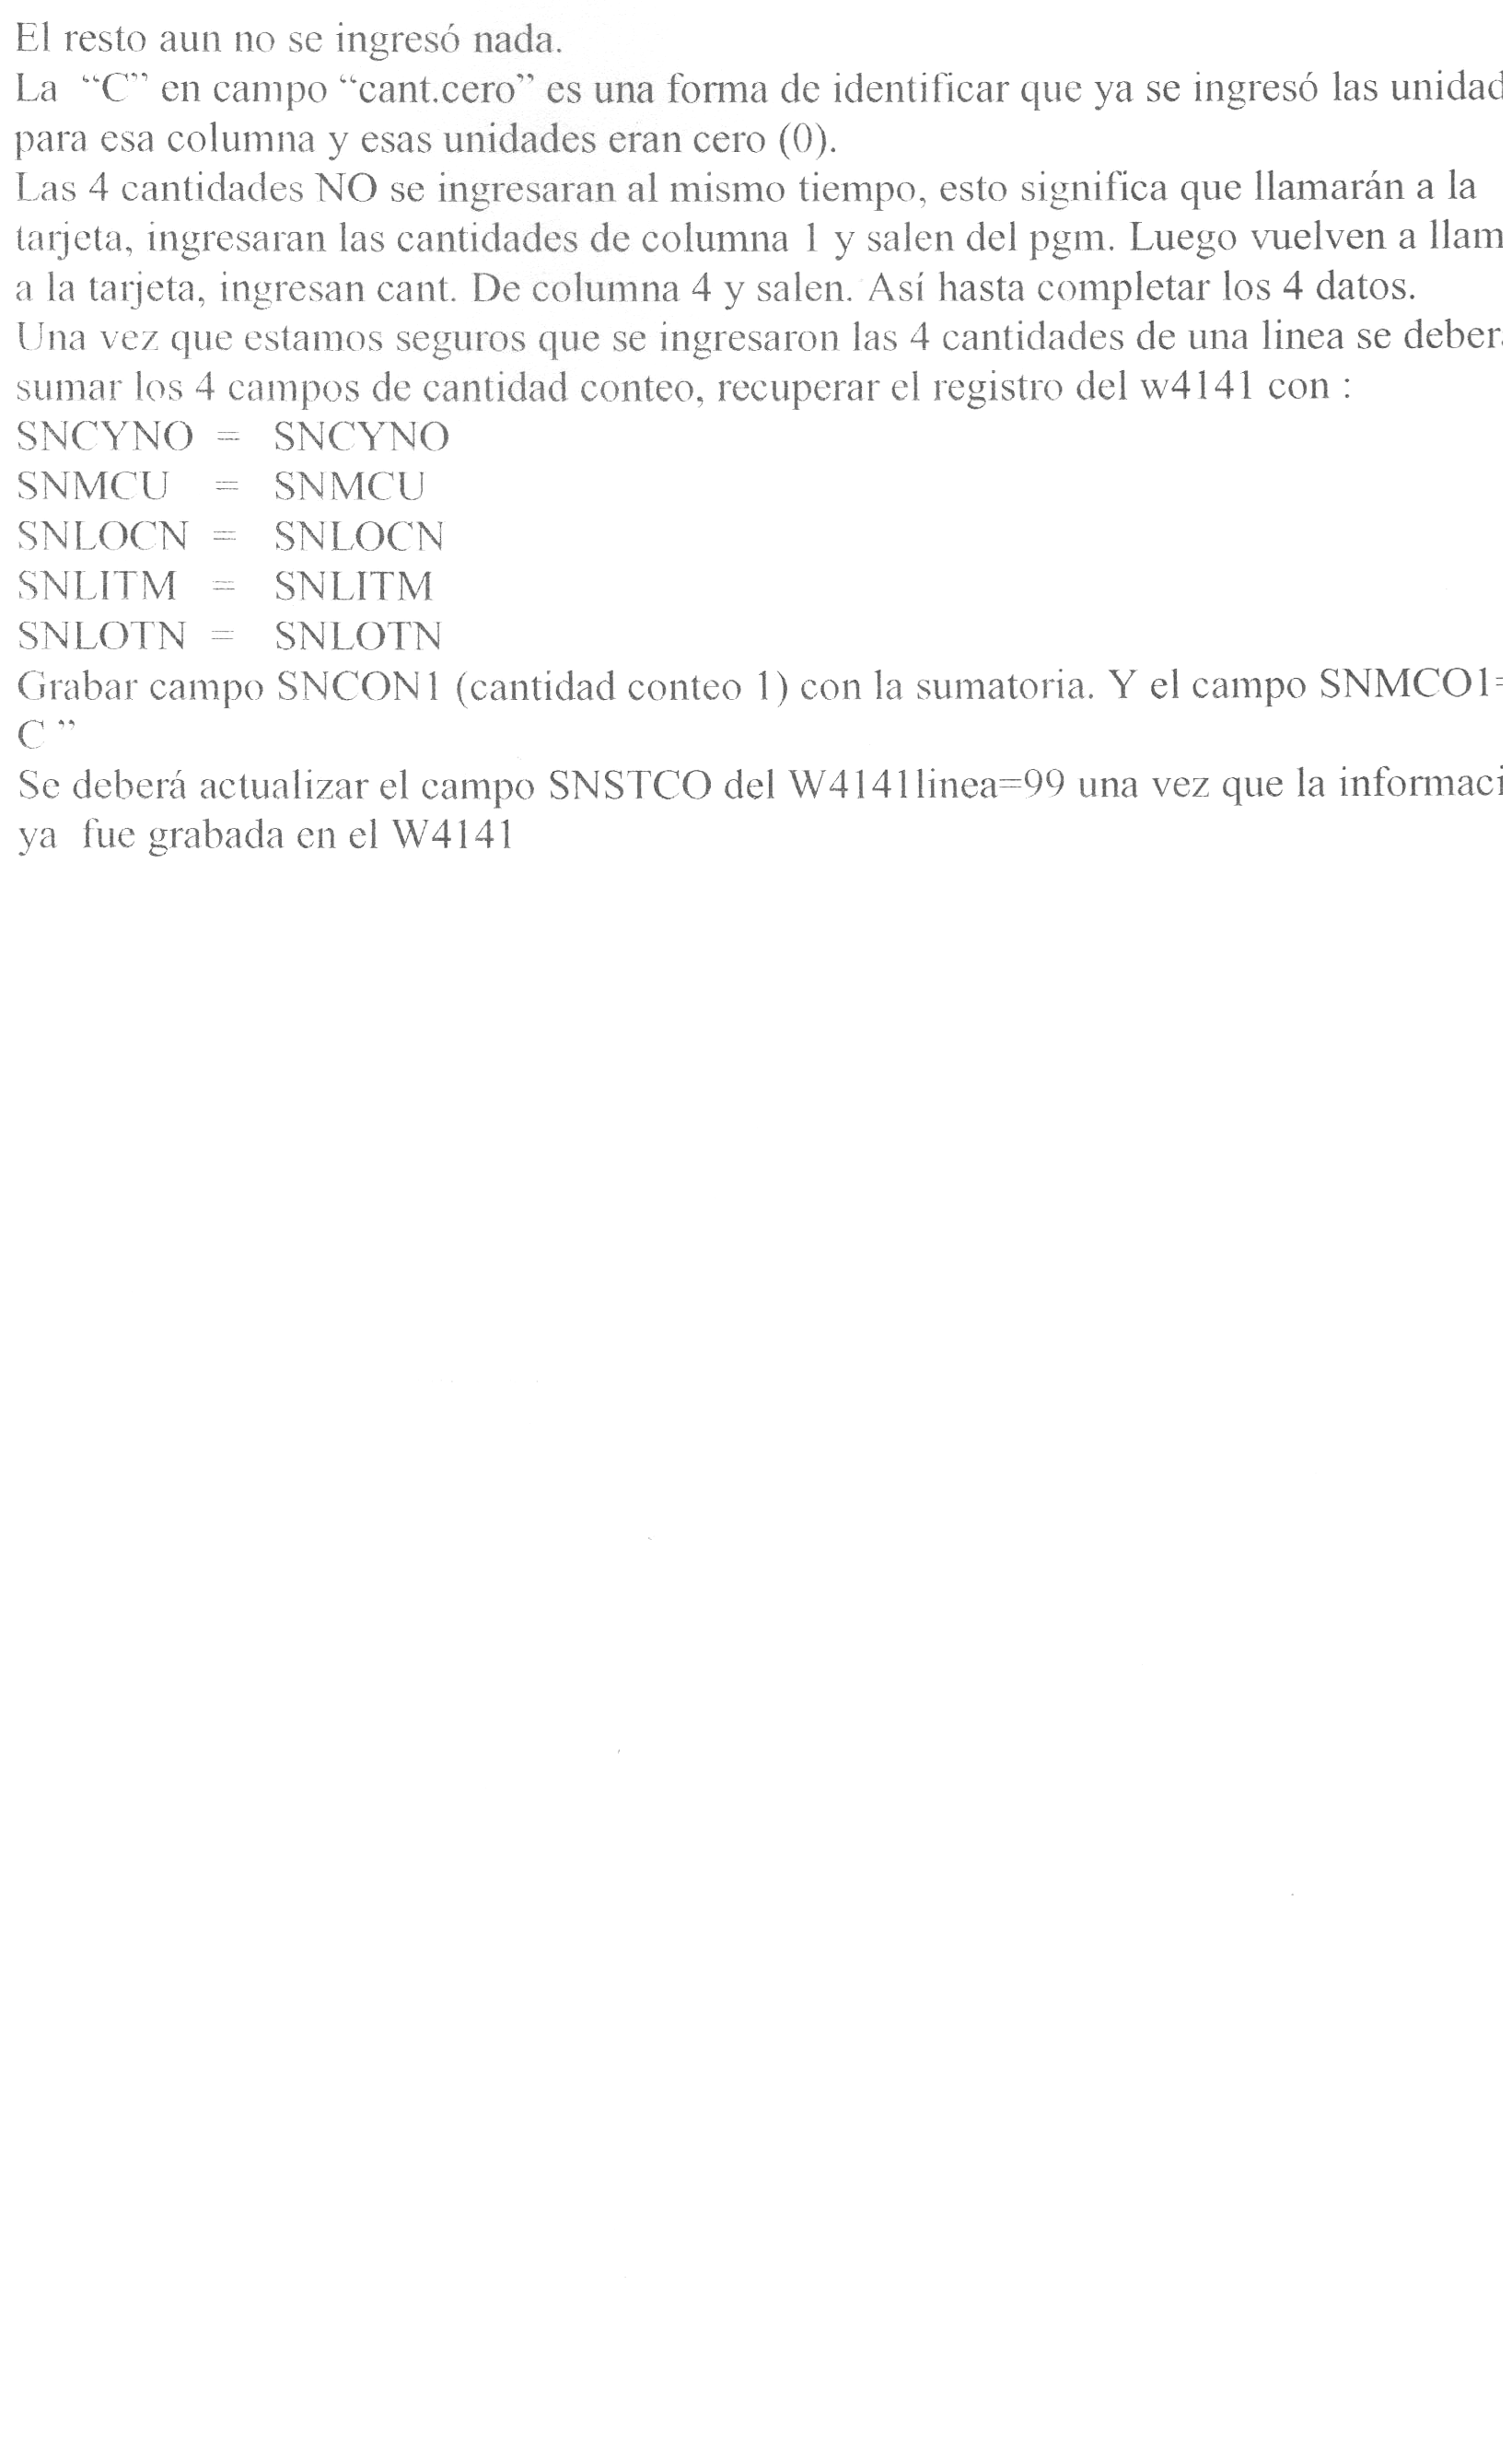 El resto aun no se ingresó nada.
La “C” en campo “cant.cero” es una forma de identificar que ya se ingresó las unidad
para esa columna y esas unidades eran cero (0).
Las 4 cantidades NO se ingresaran al mismo tiempo, esto significa que llamarán a la
tarjeta, ingresaran las cantidades de columna 1 y salen del pgm. Luego vuelven a llam
a la tarjeta, ingresan cant. De columna 4 y salen. Así hasta completar los 4 datos.
Una vez que estamos seguros que se ingresaron las 4 cantidades de una linea se deber
sumar los 4 campos de cantidad conteo, recuperar el registro del w4141 con :
SNCYNO = SNCYNO
SNMCU = SNMCU
SNLOCN = SNLOCN
SNLITM = SNLITM
SNLOTN = SNLOTN
Grabar campo SNCON1 (cantidad conteo 1) con la sumatoria. Y el campo SNMCO1=
C ”
Se deberá actualizar el campo SNSTCO del W4141linea=99 una vez que la informaci
ya fue grabada en el W4141